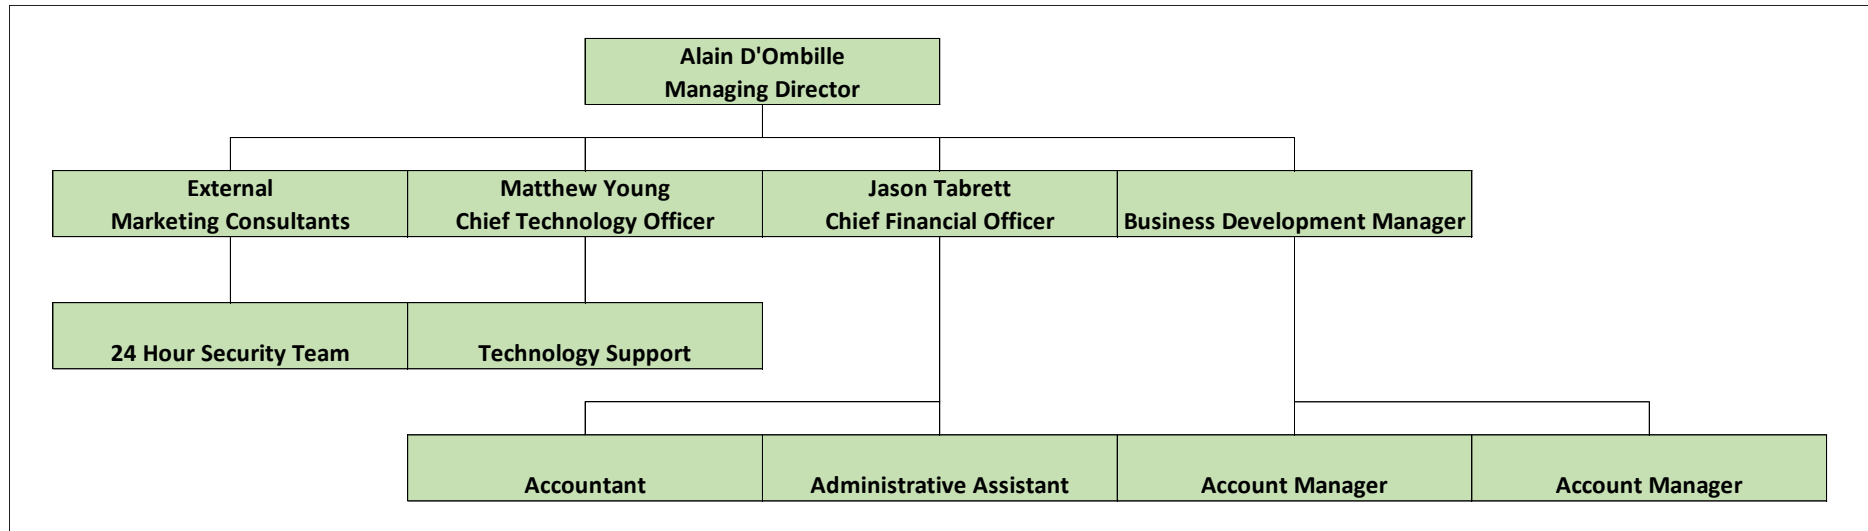 Alain D'Ombille
Managing Director
External
Marketing Consultants
Matthew Young
Chief Technology Officer
Jason Tabrett
Chief Financial Officer
Business Development Manager
24 Hour Security Team
Technology Support
Accountant
Administrative Assistant
Account Manager
Account Manager